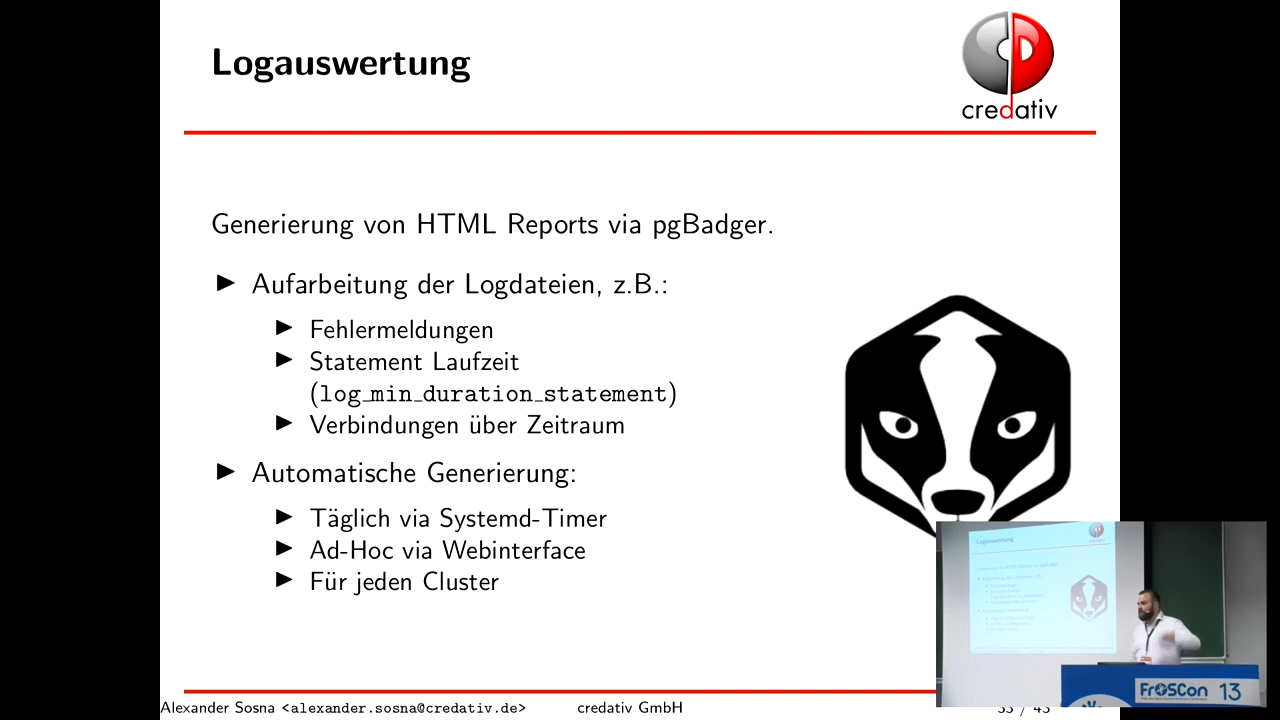 Logauswertung
credativ
Generierung von HTML Reports via pgBadger.
Aufarbeitung der Logdateien, z.B.:
Fehlermeldungen
Statement Laufzeit
(log_min_duration_statement)
Verbindungen über Zeitraum
Automatische Generierung:
Täglich via Systemd-Timer
Ad-Hoc via Webinterface
Für jeden Cluster
Logauswertung
FrOSCon 13
Alexander Sosna <alexander.sosna@credativ.de>
credativ GmbH